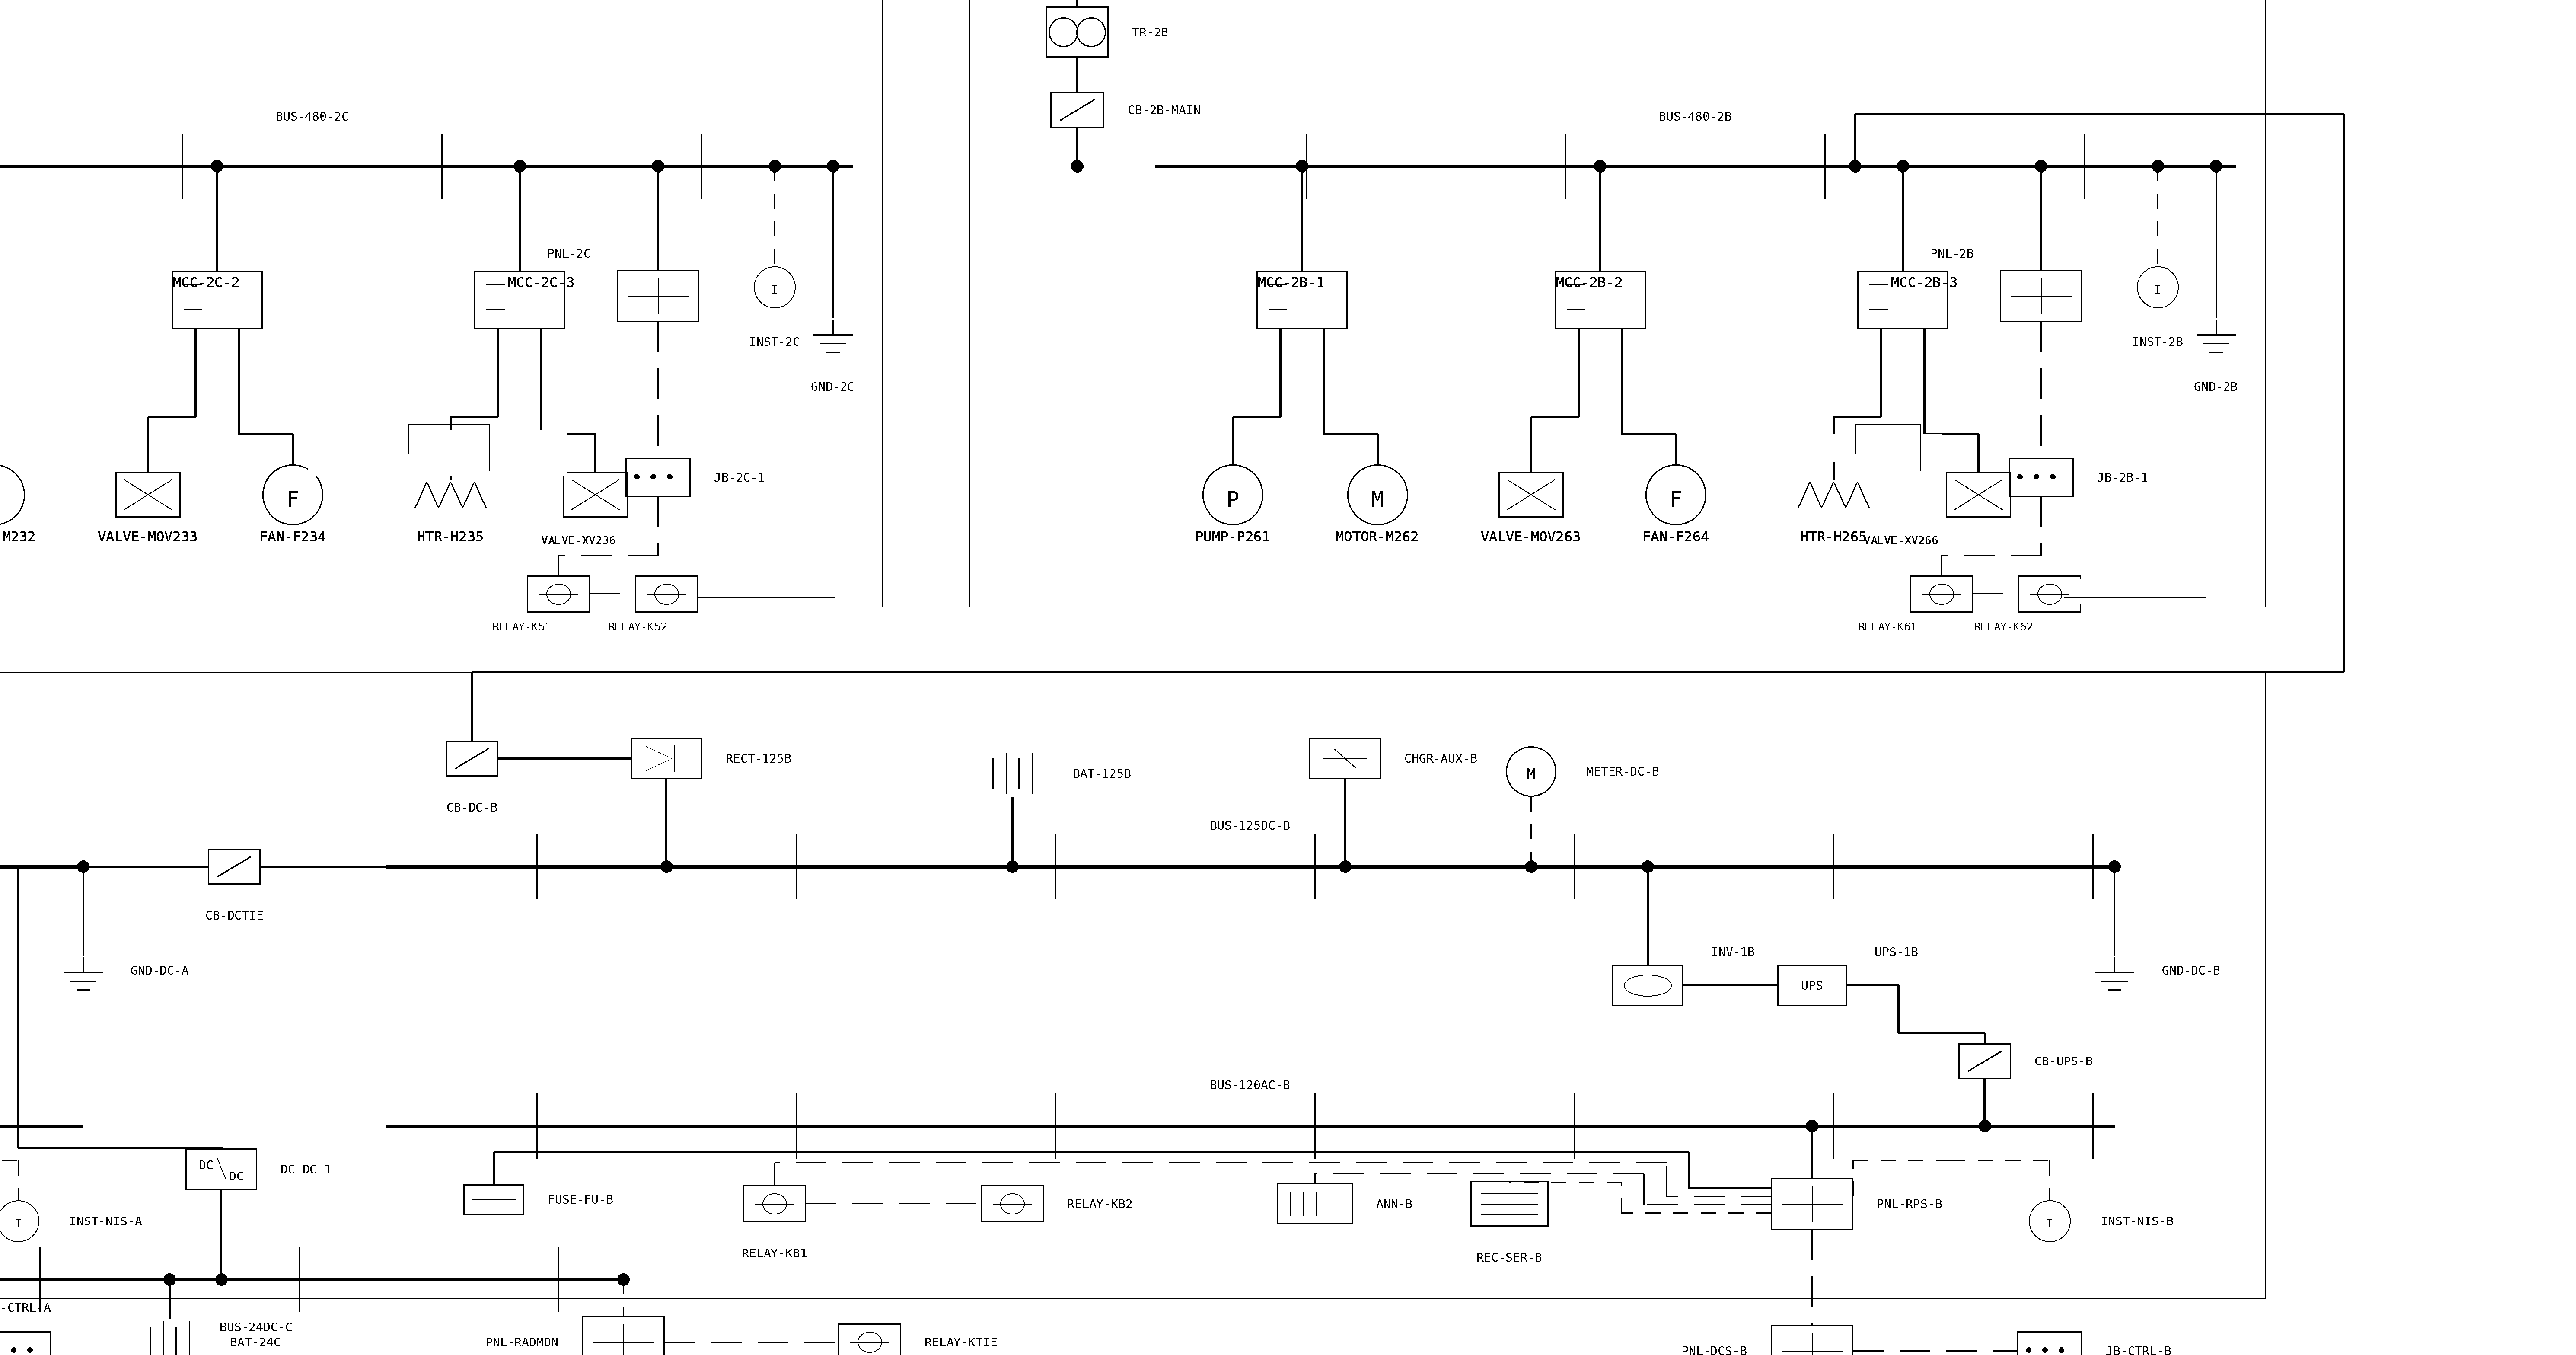 TR-2B
CB-2B-MAIN
BUS-480-2C
BUS-480-2B
PNL-2C
PNL-2B
MCC-2C-2
MCC-2C-3
I
MCC-2B-1
MCC-2B-2
MCC-2B-3
I
INST-2C
INST-2B
GND-2C
GND-2B
JB-2C-1
JB-2B-1
F
P
M
F
M232
VALVE-MOV233
FAN-F234
HTR-H235
VALVE-XV236
PUMP-P261
MOTOR-M262
VALVE-MOV263
FAN-F264
HTR-H265
VALVE-XV266
RELAY-K51
RELAY-K52
RELAY-K61
RELAY-K62
RECT-125B
BAT-125B
CHGR-AUX-B
M
METER-DC-B
CB-DC-B
BUS-125DC-B
CB-DCTIE
GND-DC-A
INV-1B
UPS-1B
GND-DC-B
UPS
CB-UPS-B
BUS-120AC-B
DC
DC
DC-DC-1
FUSE-FU-B
RELAY-KB2
ANN-B
PNL-RPS-B
I
INST-NIS-A
I
INST-NIS-B
RELAY-KB1
REC-SER-B
-CTRL-A
BUS-24DC-C
BAT-24C
PNL-RADMON
RELAY-KTIE
PNL-DCS-B
JB-CTRL-B